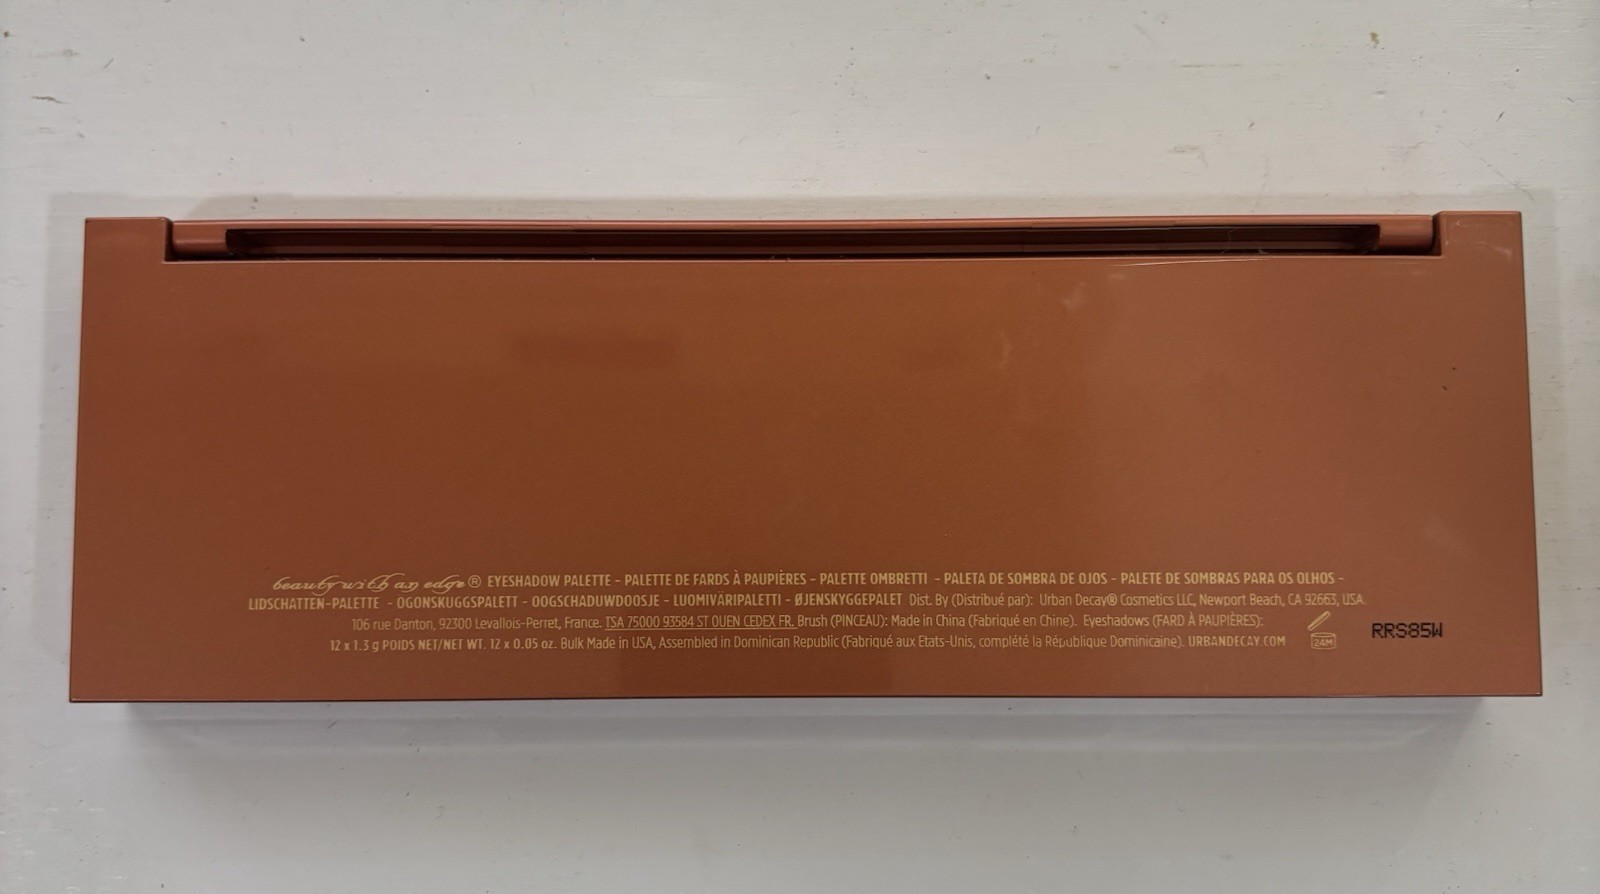 beauty with an edge® EYESHADOW PALETTE - PALETTE DE FARDS À PAUPIÈRES - PALETTE OMBRETTI - PALETA DE SOMBRA DE OJOS - PALETE DE SOMBRAS PARA OS OLHOS -
LIDSCHATTEN-PALETTE - ÖGONSKUGGSPALETT - OOGSCHADUWDOOSJE - LUOMIVÄRIPALETTI - ØJENSKYGGEPALET Dist. By (Distribué par): Urban Decay® Cosmetics LLC, Newport Beach, CA 92663, USA.
106 rue Danton, 92300 Levallois-Perret, France. TSA 75000 93584 ST OUEN CEDEX FR. Brush (PINCEAU): Made in China (Fabriqué en Chine). Eyeshadows (FARD À PAUPIÈRES):
12 x 1.3 g POIDS NET/NET WT. 12 x 0.05 oz. Bulk Made in USA, Assembled in Dominican Republic (Fabriqué aux Etats-Unis, complété la République Dominicaine). URBANDECAY.COM
24M
RRS85W